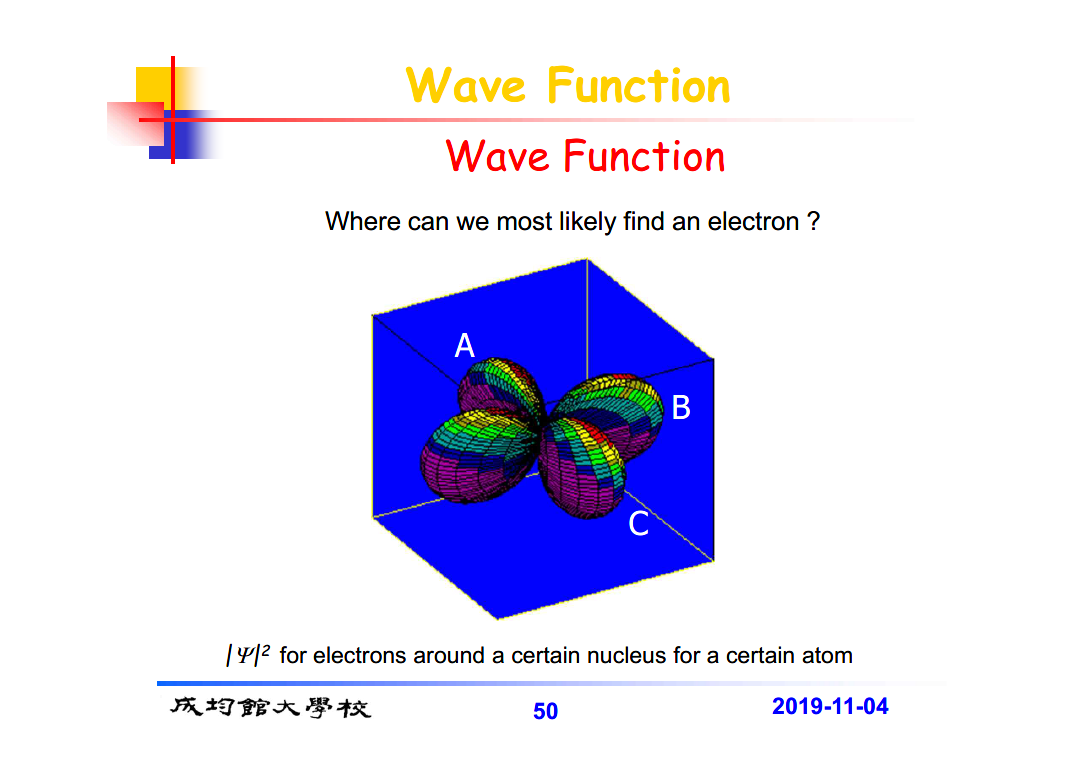 Wave Function
Wave Function
Where can we most likely find an electron ?
A
B
C
|Ψ|² for electrons around a certain nucleus for a certain atom
成均館大學校 50 2019-11-04